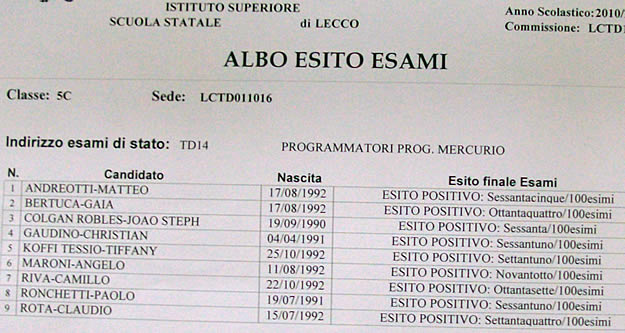 ISTITUTO SUPERIORE
SCUOLA STATALE di LECCO
Anno Scolastico:2010/
Commissione: LCTD1
ALBO ESITO ESAMI
Classe: 5C Sede: LCTD011016
Indirizzo esami di stato: TD14 PROGRAMMATORI PROG. MERCURIO
N. Candidato Nascita Esito finale Esami
1 ANDREOTTI-MATTEO 17/08/1992 ESITO POSITIVO: Sessantacinque/100esimi
2 BERTUCA-GAIA 17/08/1992 ESITO POSITIVO: Ottantaquattro/100esimi
3 COLGAN ROBLES-JOAO STEPH 19/09/1990 ESITO POSITIVO: Sessanta/100esimi
4 GAUDINO-CHRISTIAN 04/04/1991 ESITO POSITIVO: Sessantuno/100esimi
5 KOFFI TESSIO-TIFFANY 25/10/1992 ESITO POSITIVO: Settantuno/100esimi
6 MARONI-ANGELO 11/08/1992 ESITO POSITIVO: Novantotto/100esimi
7 RIVA-CAMILLO 22/10/1992 ESITO POSITIVO: Ottantasette/100esimi
8 RONCHETTI-PAOLO 19/07/1991 ESITO POSITIVO: Sessantuno/100esimi
9 ROTA-CLAUDIO 15/07/1992 ESITO POSITIVO: Settantaquattro/100esimi